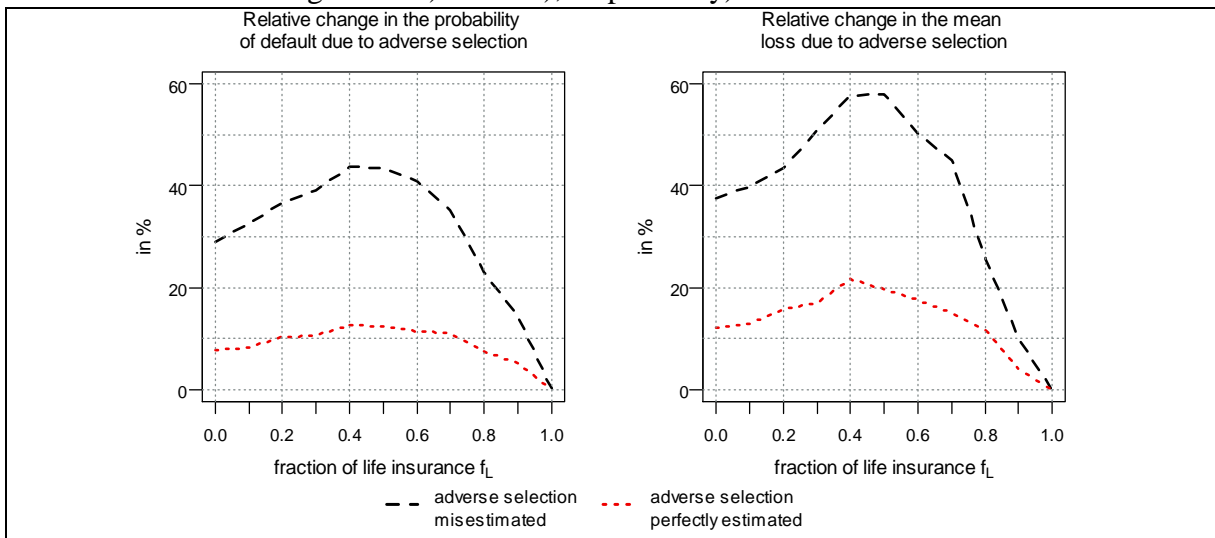 Relative change in the probability
of default due to adverse selection
60
40
20
0
in %
0.0 0.2 0.4 0.6 0.8 1.0
fraction of life insurance fL
Relative change in the mean
loss due to adverse selection
60
40
20
0
in %
0.0 0.2 0.4 0.6 0.8 1.0
fraction of life insurance fL
adverse selection
misestimated
adverse selection
perfectly estimated